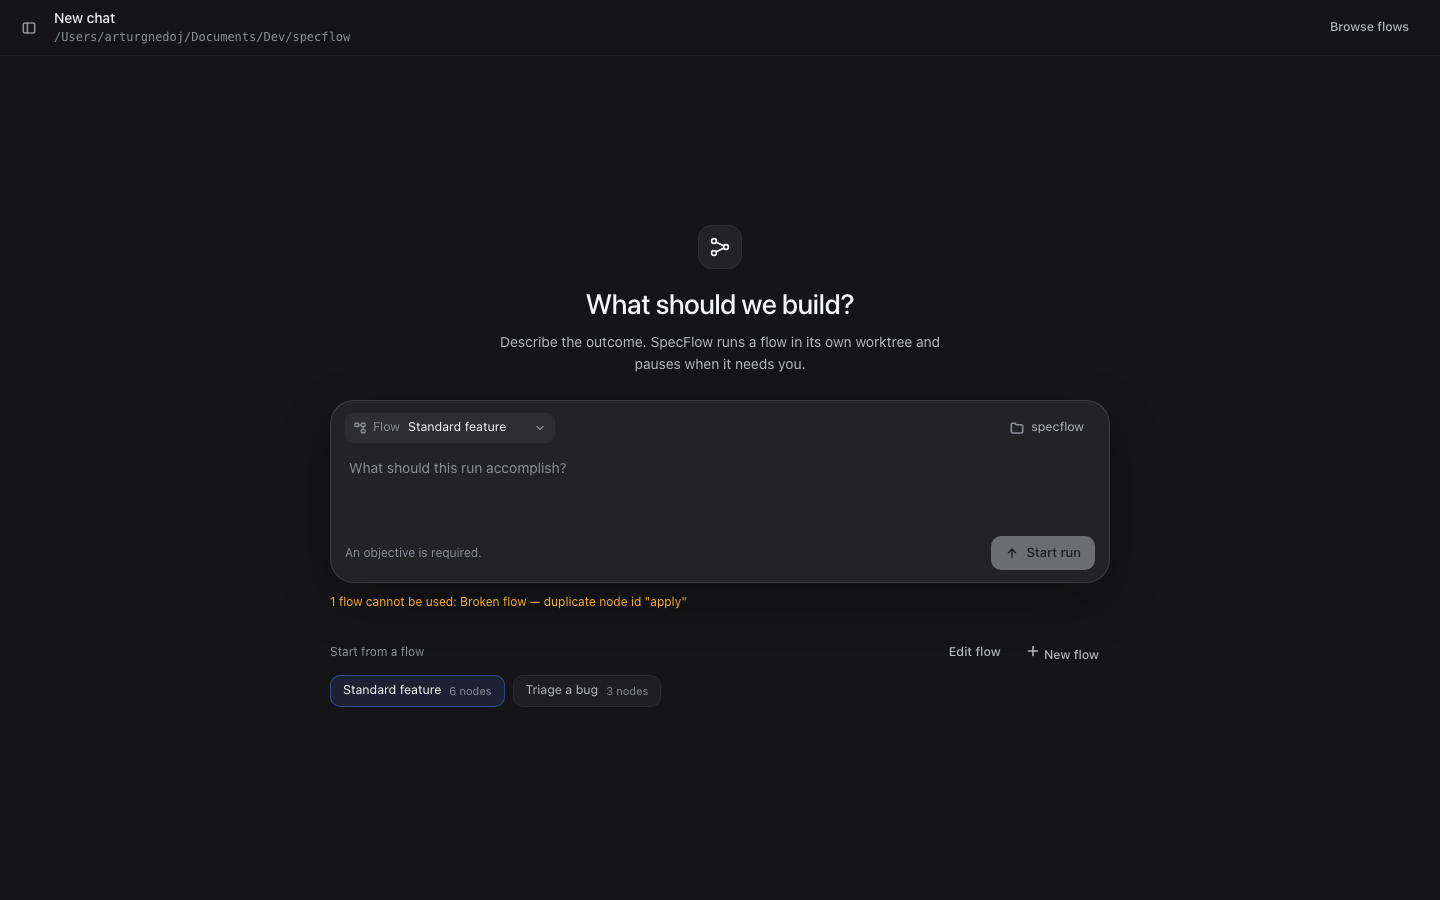 New chat
/Users/arturgnedoj/Documents/Dev/specflow
Browse flows
What should we build?
Describe the outcome. SpecFlow runs a flow in its own worktree and
pauses when it needs you.
Flow Standard feature
specflow
What should this run accomplish?
An objective is required.
Start run
1 flow cannot be used: Broken flow — duplicate node id "apply"
Start from a flow
Edit flow
New flow
Standard feature 6 nodes
Triage a bug 3 nodes